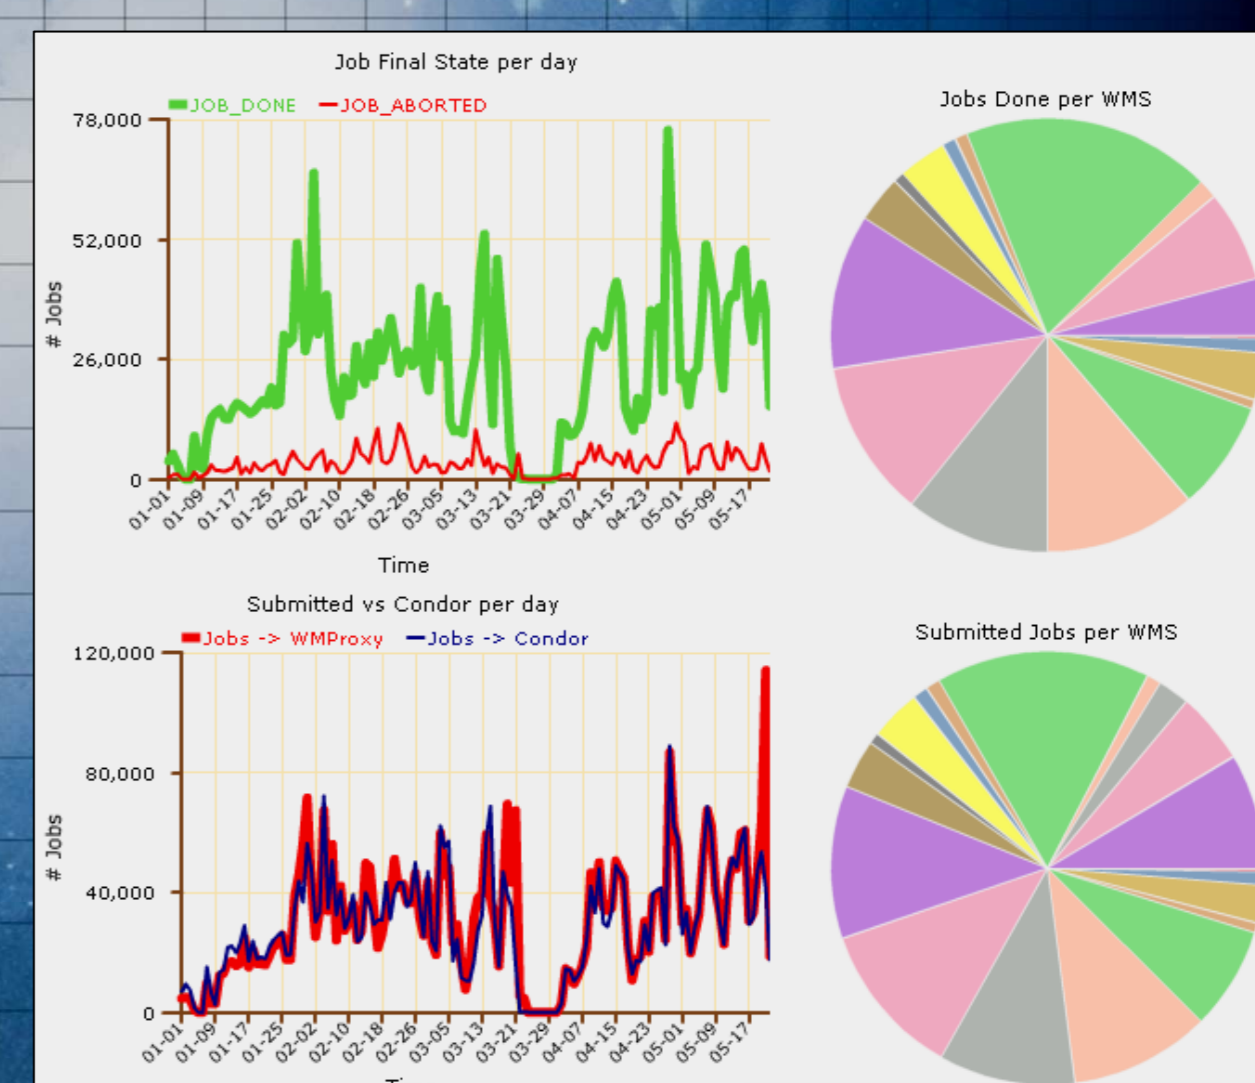 Job Final State per day
JOB_DONE JOB_ABORTED
78,000
52,000
26,000
0
# Jobs
01-01 01-09 01-17 01-25 02-02 02-10 02-18 02-26 03-05 03-13 03-21 03-29 04-07 04-15 04-23 05-01 05-09 05-17
Time
Jobs Done per WMS
Submitted vs Condor per day
Jobs -> WMProxy Jobs -> Condor
120,000
80,000
40,000
0
# Jobs
01-01 01-09 01-17 01-25 02-02 02-10 02-18 02-26 03-05 03-13 03-21 03-29 04-07 04-15 04-23 05-01 05-09 05-17
Submitted Jobs per WMS